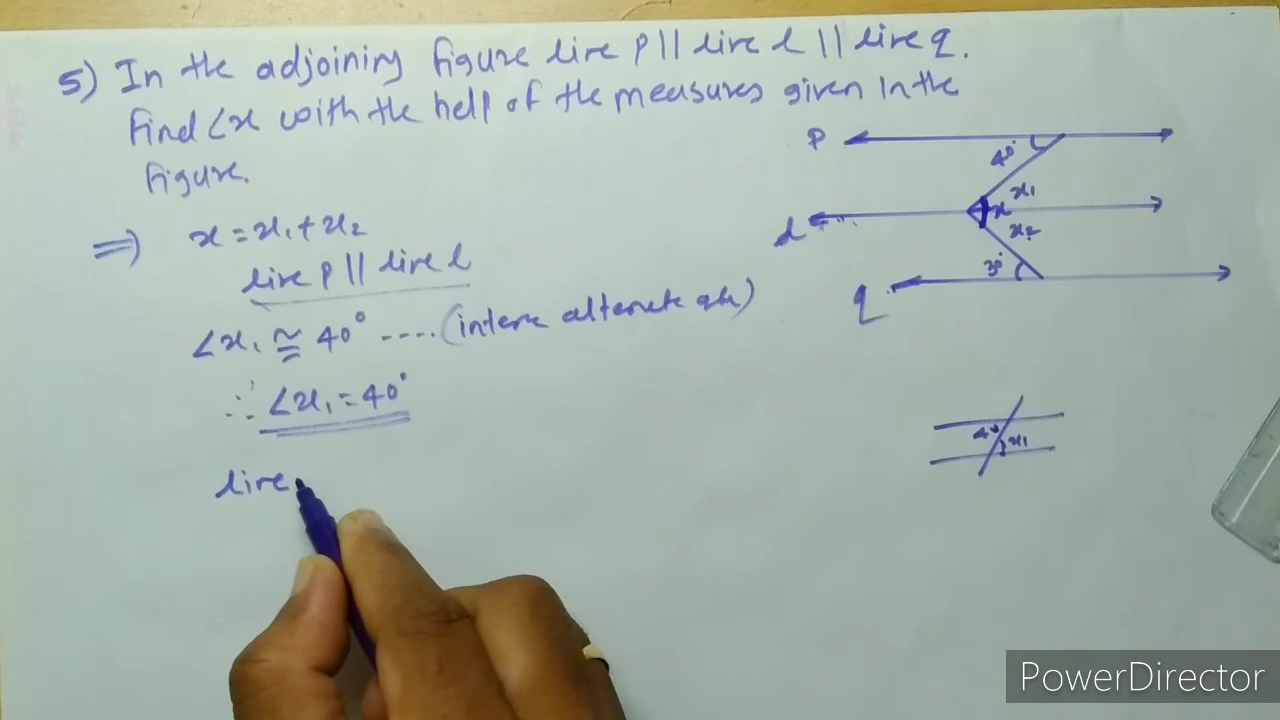 5) In the adjoining figure line p || line l || line q.
Find ∠x with the help of the measures given in the
figure.
⇒ x = x₁ + x₂
line p || line l
∠x₁ ≅ 40° ---- (interior alternate
∴ ∠x₁ = 40°
line
p
40°
x₁
l
x
x₂
30°
q
40
x₁
PowerDirector